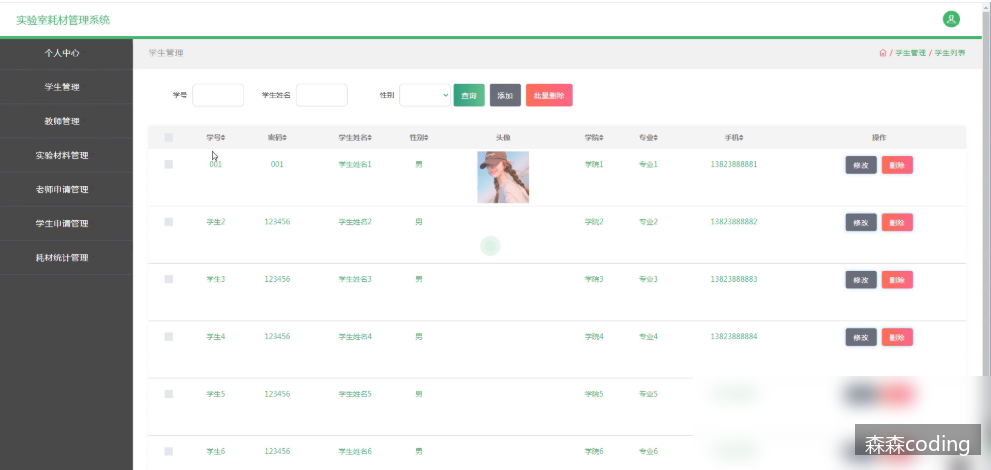 实验室耗材管理系统
个人中心
学生管理
教师管理
实验材料管理
老师申请管理
学生申请管理
耗材统计管理
学生管理
/ 学生管理 / 学生列表
学号 学生姓名 性别 查询 添加 批量删除
学号 密码 学生姓名 性别 头像 学院 专业 手机 操作
001 001 学生姓名1 男 学院1 专业1 13823888881 修改 删除
学生2 123456 学生姓名2 男 学院2 专业2 13823888882 修改 删除
学生3 123456 学生姓名3 男 学院3 专业3 13823888883 修改 删除
学生4 123456 学生姓名4 男 学院4 专业4 13823888884 修改 删除
学生5 123456 学生姓名5 男 学院5 专业5
学生6 123456 学生姓名6 男 学院6 专业6
森森coding